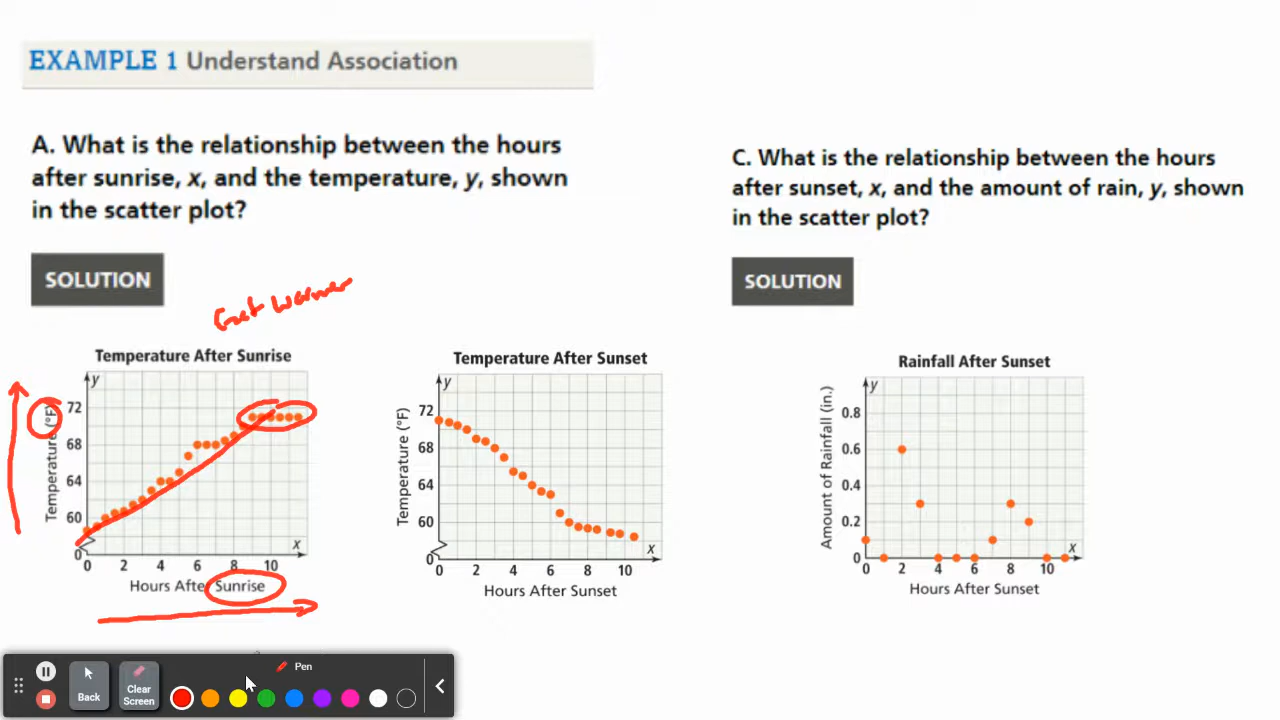 EXAMPLE 1 Understand Association
A. What is the relationship between the hours
after sunrise, x, and the temperature, y, shown
in the scatter plot?
SOLUTION
Get warmer
Temperature After Sunrise
y
Temperature (°F)
72
68
64
60
0
0 2 4 6 8 10
x
Hours After Sunrise
Temperature After Sunset
y
Temperature (°F)
72
68
64
60
0
0 2 4 6 8 10
x
Hours After Sunset
C. What is the relationship between the hours
after sunset, x, and the amount of rain, y, shown
in the scatter plot?
SOLUTION
Rainfall After Sunset
y
Amount of Rainfall (in.)
0.8
0.6
0.4
0.2
0
0 2 4 6 8 10
x
Hours After Sunset
Pen
Back
Clear
Screen